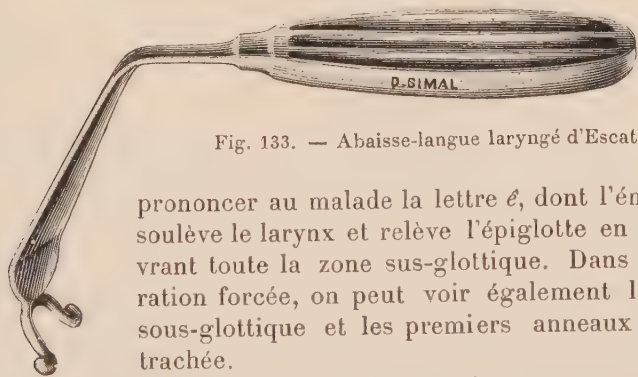 D. SIMAL
Fig. 133. — Abaisse-langue laryngé d'Escat
prononcer au malade la lettre é, dont l'ém
soulève le larynx et relève l'épiglotte en
vrant toute la zone sus-glottique. Dans
ration forcée, on peut voir également l
sous-glottique et les premiers anneaux
trachée.